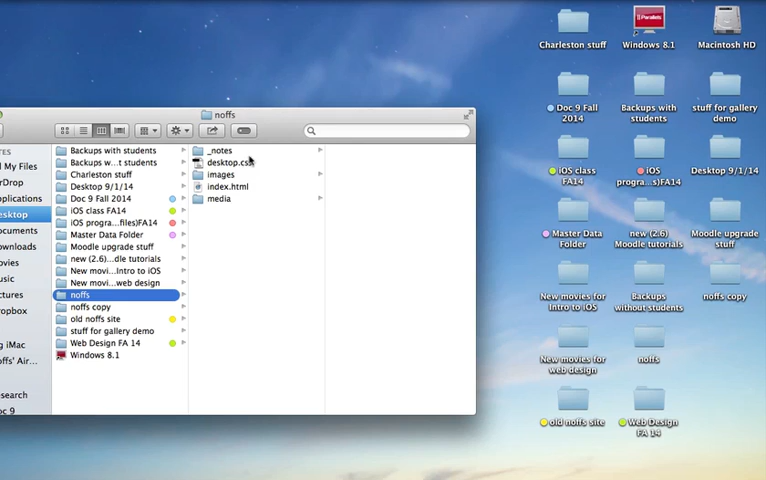 noffs
TES
ll My Files
rDrop
pplications
esktop
ocuments
ownloads
ovies
usic
ctures
ropbox
g iMac
offs' Air...
esearch
oc 9
Backups with students
Backups w...t students
Charleston stuff
Desktop 9/1/14
Doc 9 Fall 2014
iOS class FA14
iOS progra...files)FA14
Master Data Folder
Moodle upgrade stuff
new (2.6)...dle tutorials
New movi...Intro to iOS
New movi...web design
noffs
noffs copy
old noffs site
stuff for gallery demo
Web Design FA 14
Windows 8.1
_notes
desktop.css
images
index.html
media
Charleston stuff
Parallels
Windows 8.1
Macintosh HD
Doc 9 Fall
2014
Backups with
students
stuff for gallery
demo
iOS class
FA14
iOS
progra...s)FA14
Desktop 9/1/14
Master Data
Folder
new (2.6)
Moodle tutorials
Moodle upgrade
stuff
New movies for
Intro to iOS
Backups
without students
noffs copy
New movies for
web design
noffs
old noffs site
Web Design
FA 14